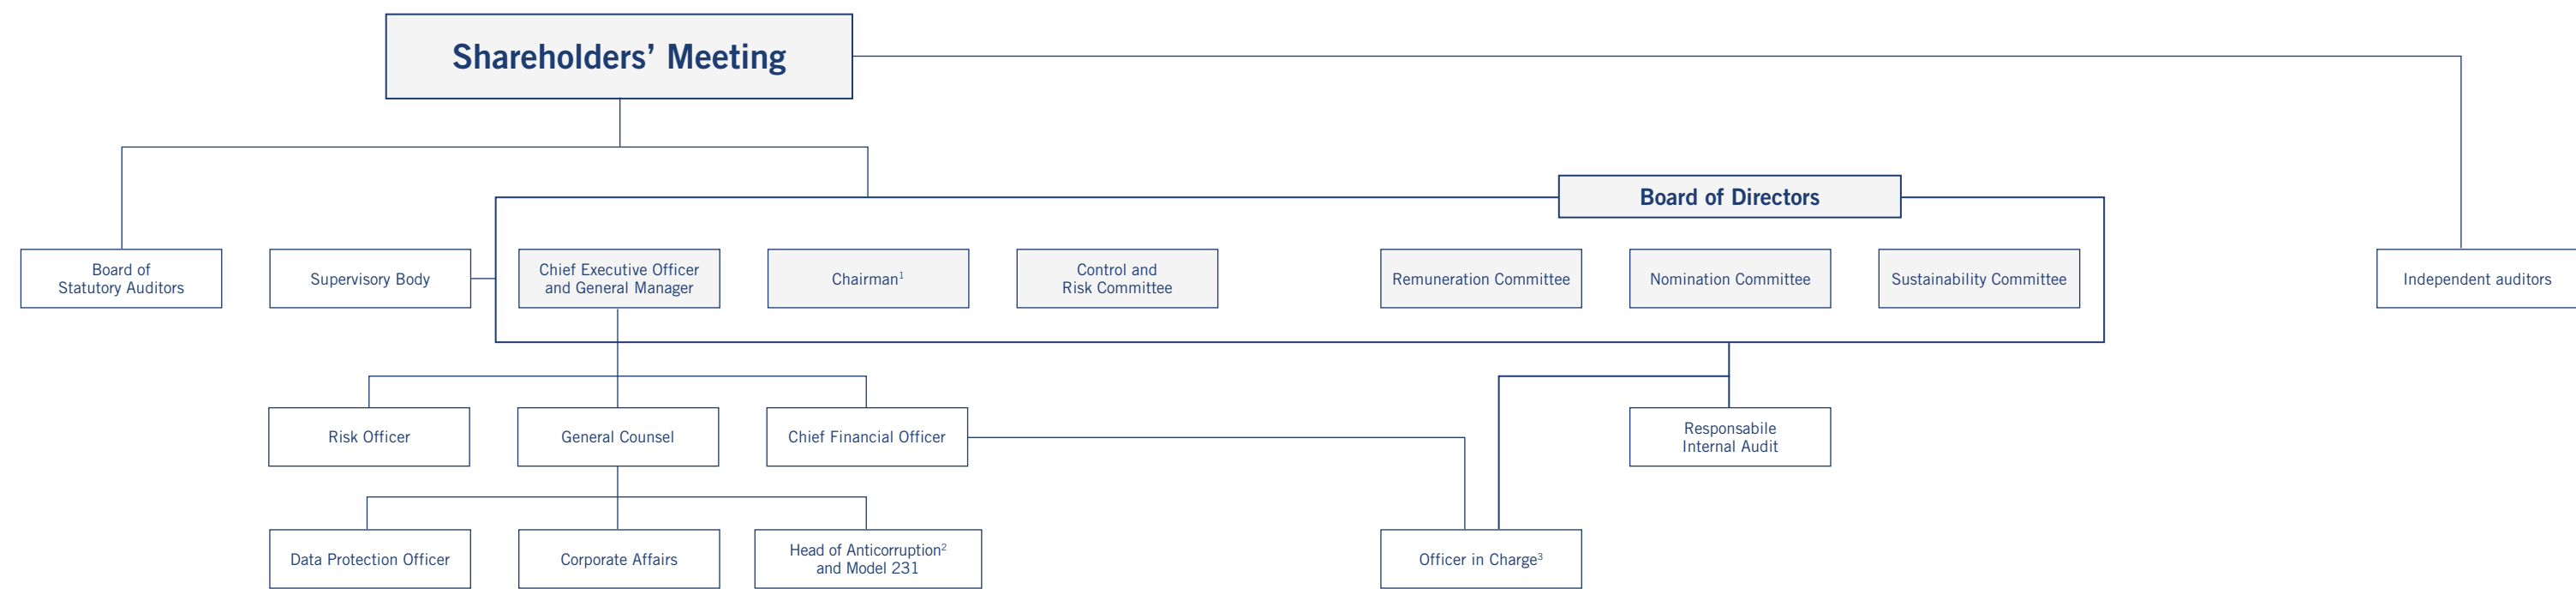 Shareholders’ Meeting
Board of Directors
Board of
Statutory Auditors
Supervisory Body
Chief Executive Officer
and General Manager
Chairman¹
Control and
Risk Committee
Remuneration Committee
Nomination Committee
Sustainability Committee
Independent auditors
Risk Officer
General Counsel
Chief Financial Officer
Responsabile
Internal Audit
Data Protection Officer
Corporate Affairs
Head of Anticorruption²
and Model 231
Officer in Charge³